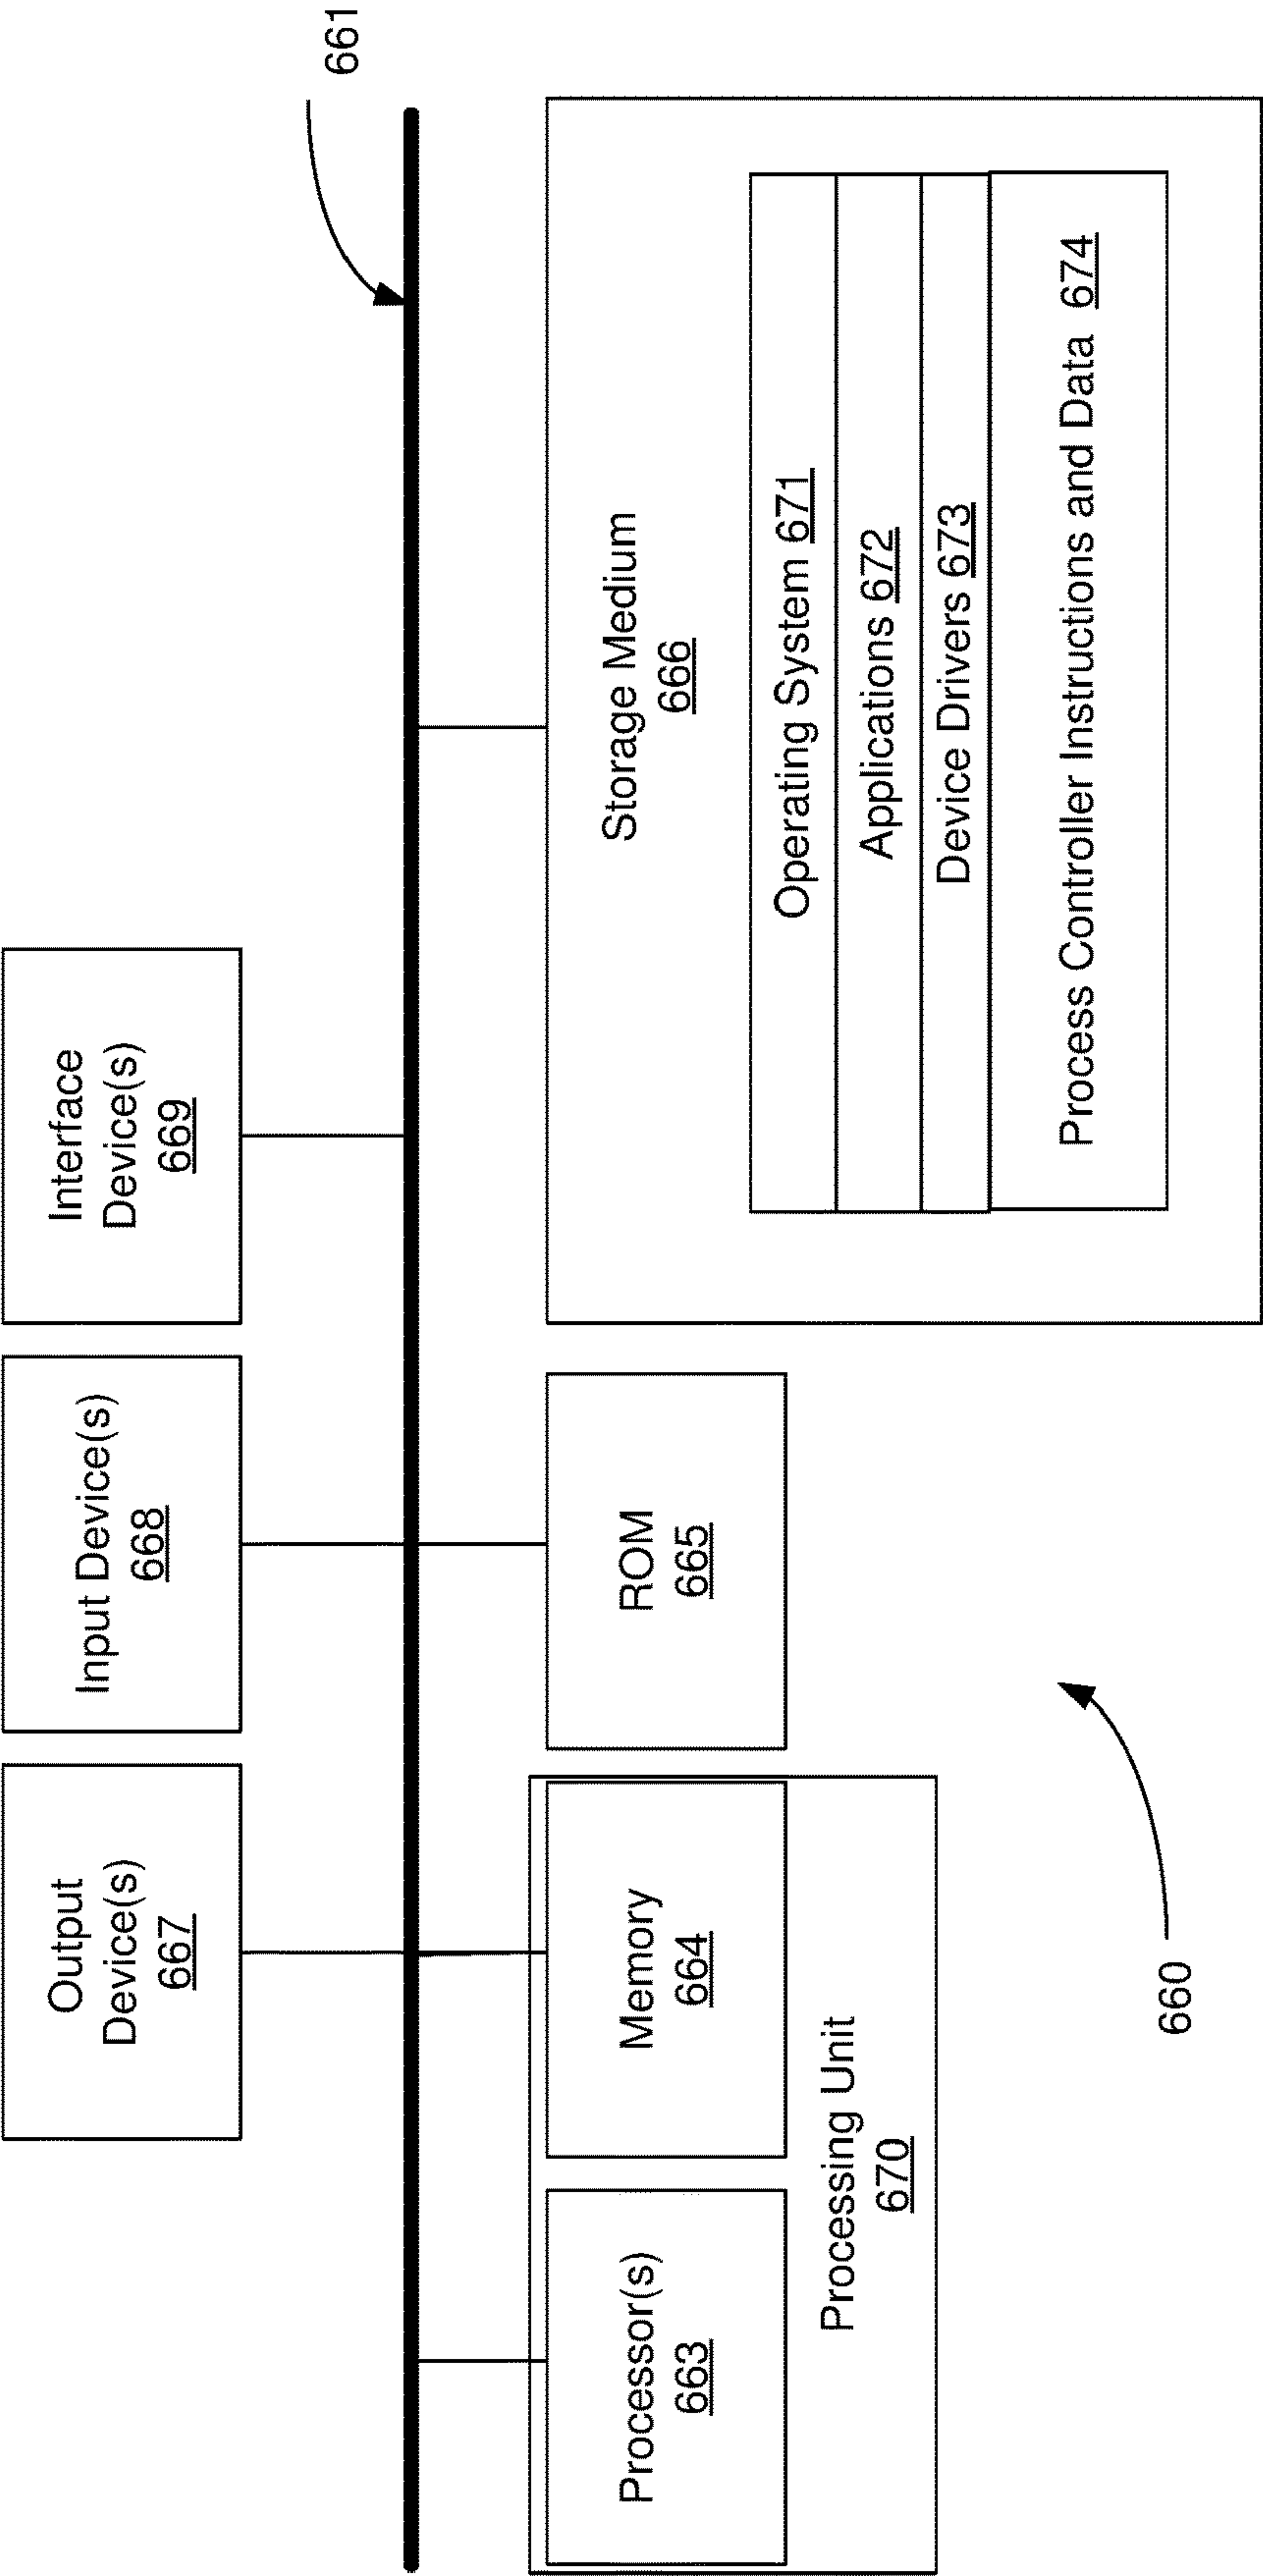 661
Output
Device(s)
667
Input Device(s)
668
Interface
Device(s)
669
Processor(s)
663
Memory
664
Processing Unit
670
ROM
665
Storage Medium
666
Operating System 671
Applications 672
Device Drivers 673
Process Controller Instructions and Data 674
660